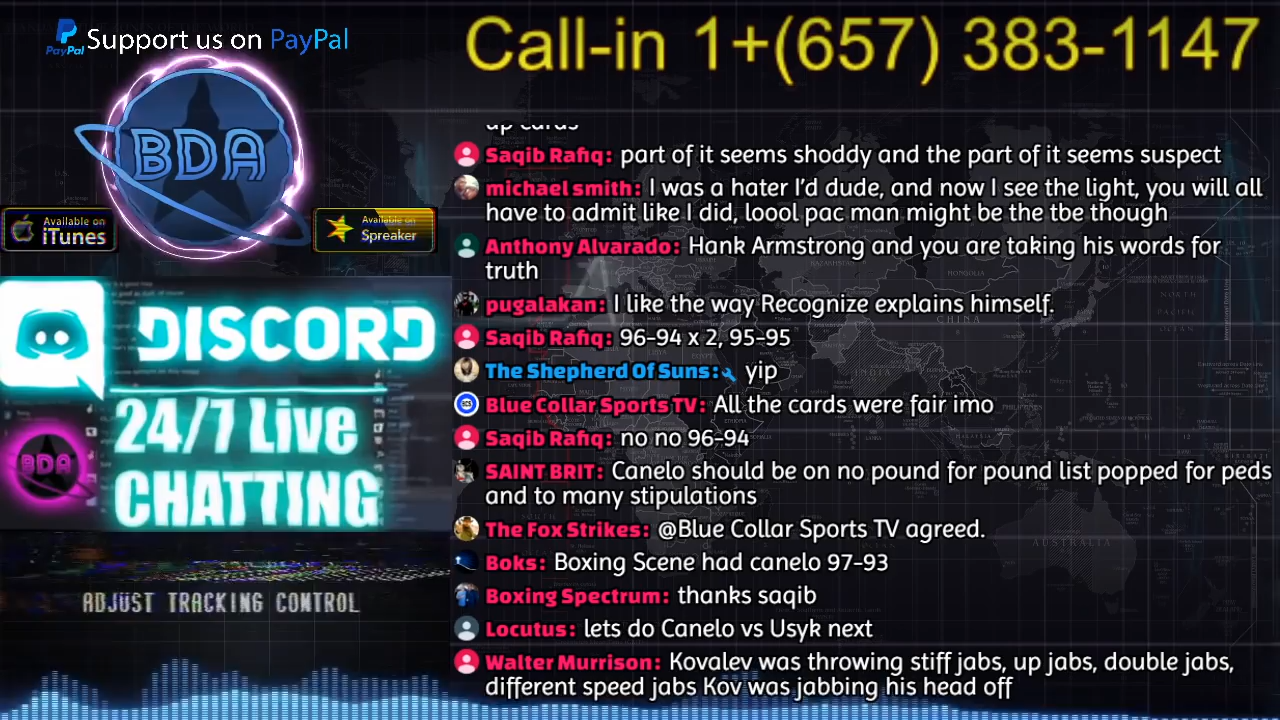 PayPal
Support us on PayPal
Call-in 1+(657) 383-1147
BDA
Available on
iTunes
Available on
Spreaker
DISCORD
24/7 Live
CHATTING
BDA
ADJUST TRACKING CONTROL
up cards
Saqib Rafiq: part of it seems shoddy and the part of it seems suspect
michael smith: I was a hater I'd dude, and now I see the light, you will all
have to admit like I did, loool pac man might be the tbe though
Anthony Alvarado: Hank Armstrong and you are taking his words for
truth
pugalakan: I like the way Recognize explains himself.
Saqib Rafiq: 96-94 x 2, 95-95
The Shepherd Of Suns: yip
Blue Collar Sports TV: All the cards were fair imo
Saqib Rafiq: no no 96-94
SAINT BRIT: Canelo should be on no pound for pound list popped for peds
and to many stipulations
The Fox Strikes: @Blue Collar Sports TV agreed.
Boks: Boxing Scene had canelo 97-93
Boxing Spectrum: thanks saqib
Locutus: lets do Canelo vs Usyk next
Walter Murrison: Kovalev was throwing stiff jabs, up jabs, double jabs,
different speed jabs Kov was jabbing his head off